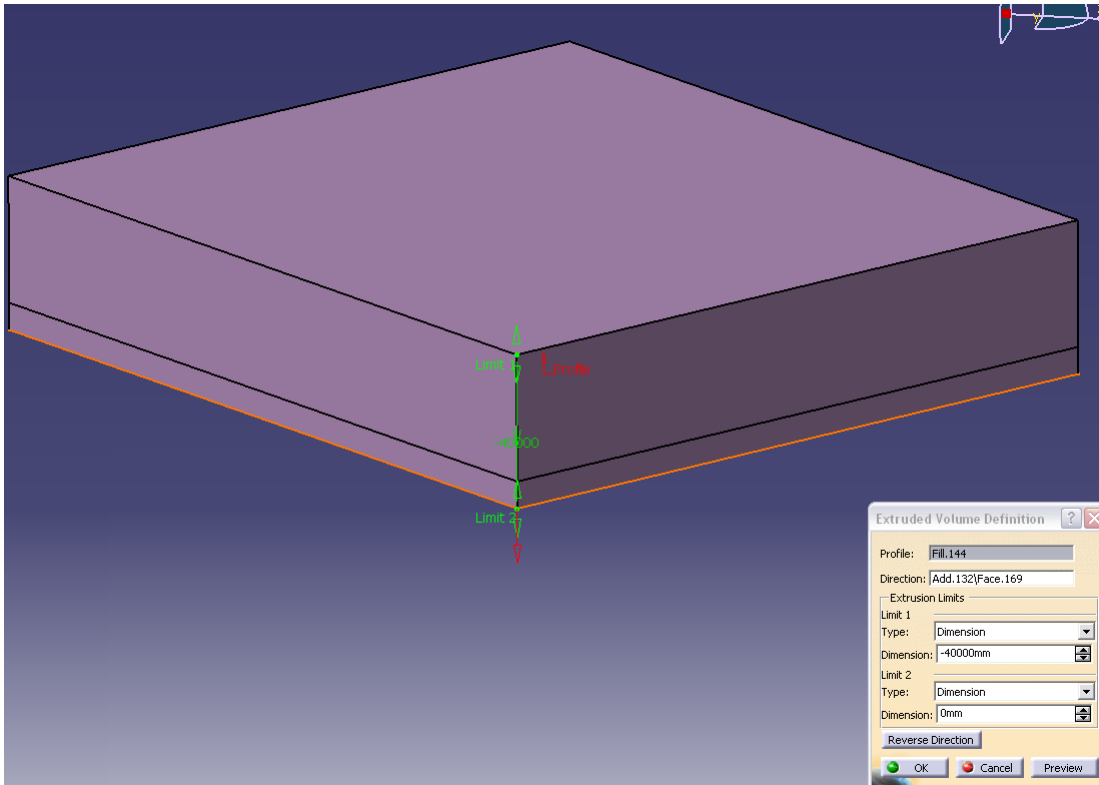 Limit
Profile
-40000
Limit 2
Extruded Volume Definition
Profile: Fill.144
Direction: Add.132\Face.169
Extrusion Limits
Limit 1
Type: Dimension
Dimension: -40000mm
Limit 2
Type: Dimension
Dimension: 0mm
Reverse Direction
OK Cancel Preview